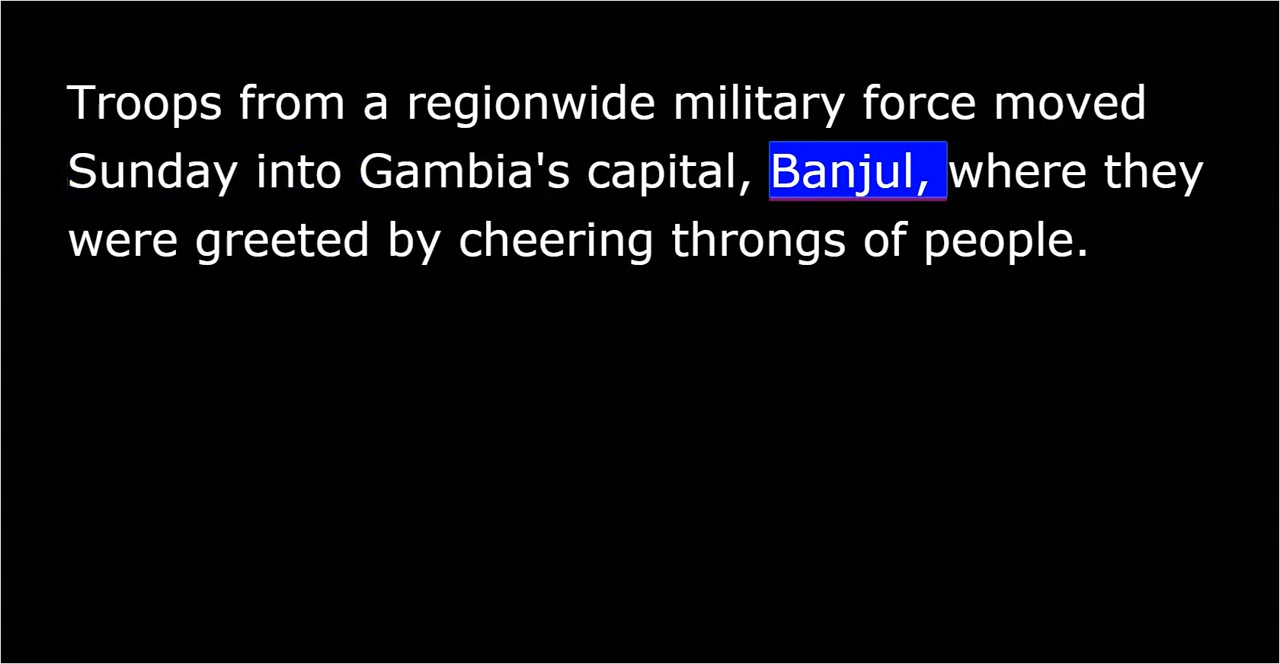 Troops from a regionwide military force moved
Sunday into Gambia's capital, Banjul, where they
were greeted by cheering throngs of people.